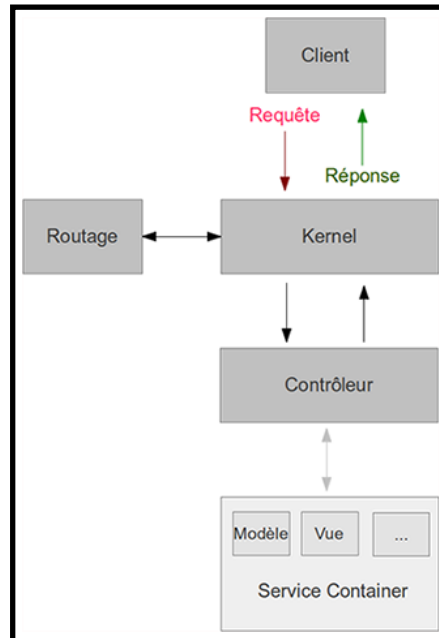 Client
Requête
Réponse
Routage
Kernel
Contrôleur
Modèle
Vue
...
Service Container